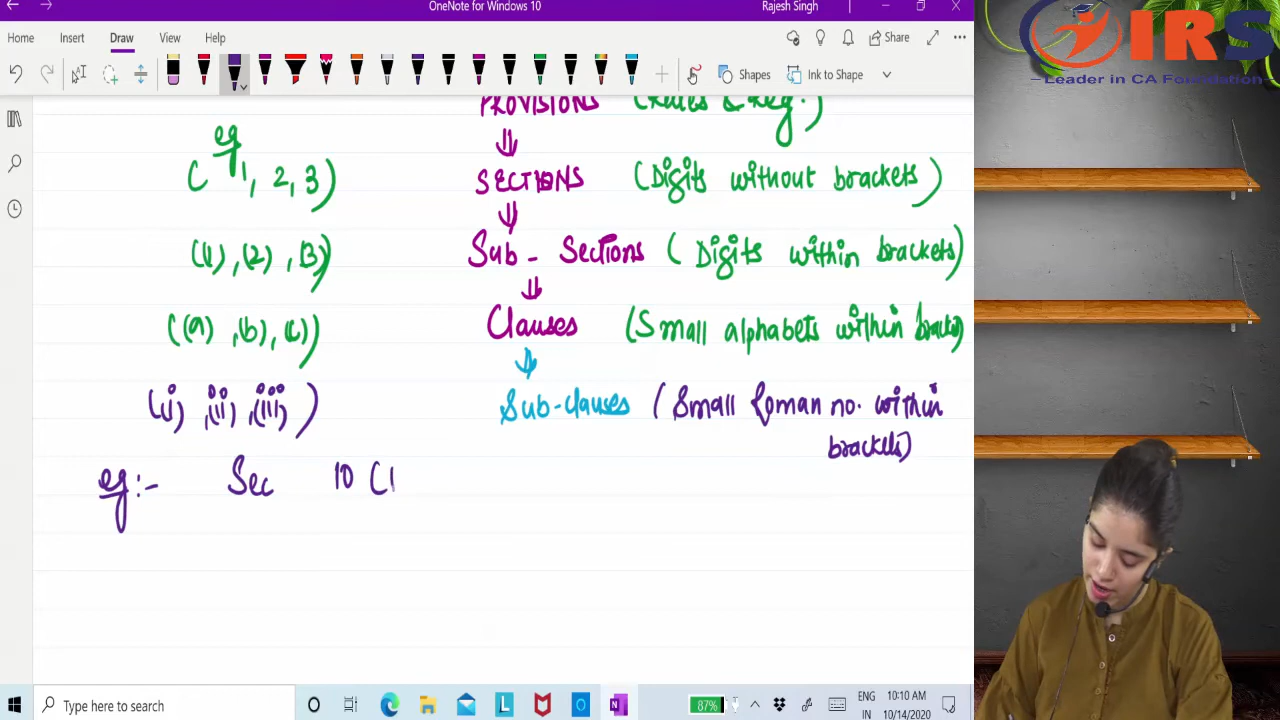 OneNote for Windows 10
Rajesh Singh
Home Insert Draw View Help
Share
Shapes
Ink to Shape
IRS
–Leader in CA Foundation–
PROVISIONS (Rules & Reg.)
(eg 1, 2, 3) SECTIONS (Digits without brackets)
(1), (2), (3) Sub - Sections (Digits within brackets)
((a), (b), (c)) Clauses (Small alphabets within bracket)
(i), (ii), (iii) Sub-clauses (Small Roman no. within
brackets)
eg:- Sec 10 (1
Type here to search
87%
ENG
IN
10:10 AM
10/14/2020